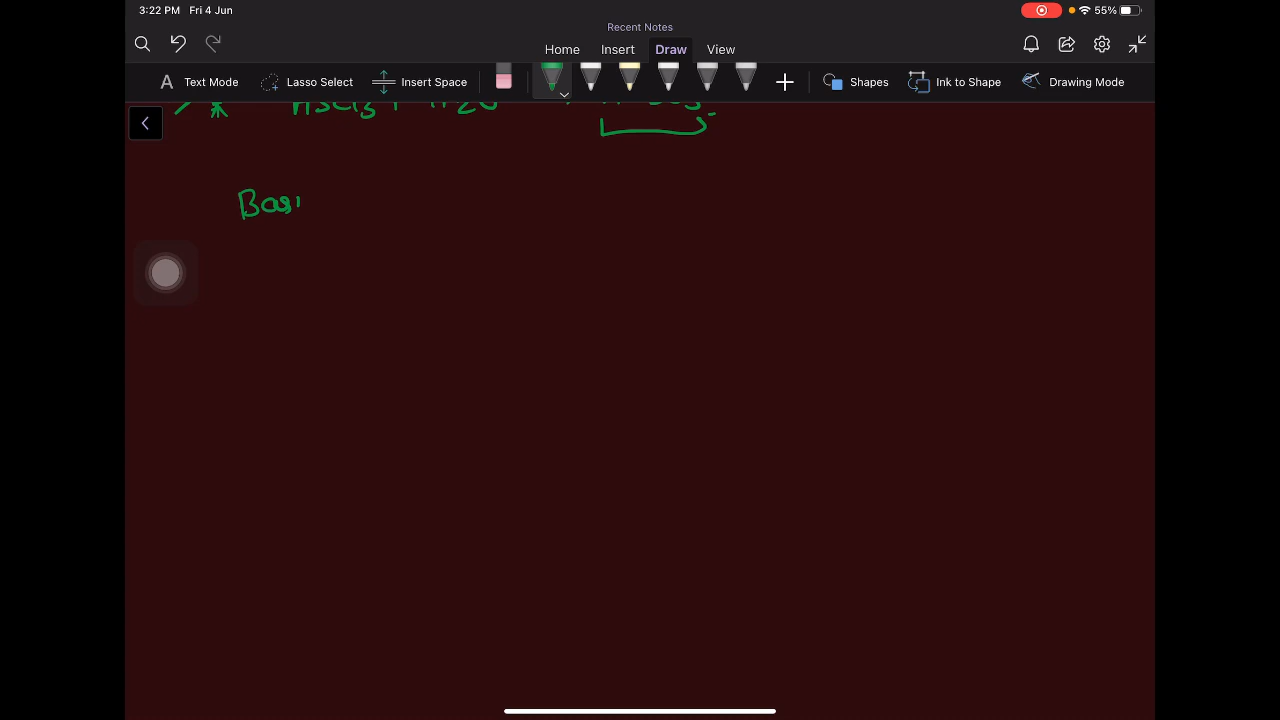 3:22 PM Fri 4 Jun 55%
Recent Notes
Home Insert Draw View
A Text Mode Lasso Select Insert Space Shapes Ink to Shape Drawing Mode
Basi